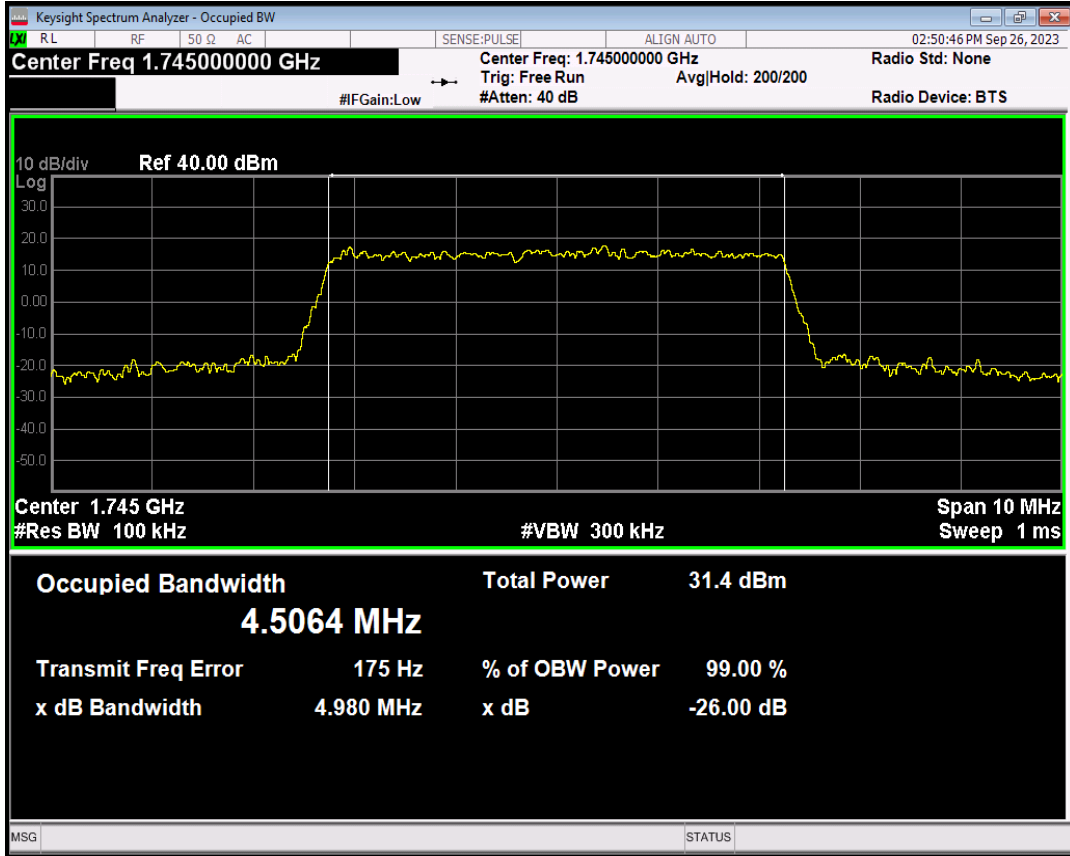 Keysight Spectrum Analyzer - Occupied BW
LXI RL RF 50 Ω AC SENSE:PULSE ALIGN AUTO 02:50:46 PM Sep 26, 2023
Center Freq 1.745000000 GHz Center Freq: 1.745000000 GHz Radio Std: None
Trig: Free Run Avg|Hold: 200/200
#IFGain:Low #Atten: 40 dB Radio Device: BTS
10 dB/div Ref 40.00 dBm
Log
30.0
20.0
10.0
0.00
-10.0
-20.0
-30.0
-40.0
-50.0
Center 1.745 GHz Span 10 MHz
#Res BW 100 kHz #VBW 300 kHz Sweep 1 ms
Occupied Bandwidth Total Power 31.4 dBm
4.5064 MHz
Transmit Freq Error 175 Hz % of OBW Power 99.00 %
x dB Bandwidth 4.980 MHz x dB -26.00 dB
MSG STATUS